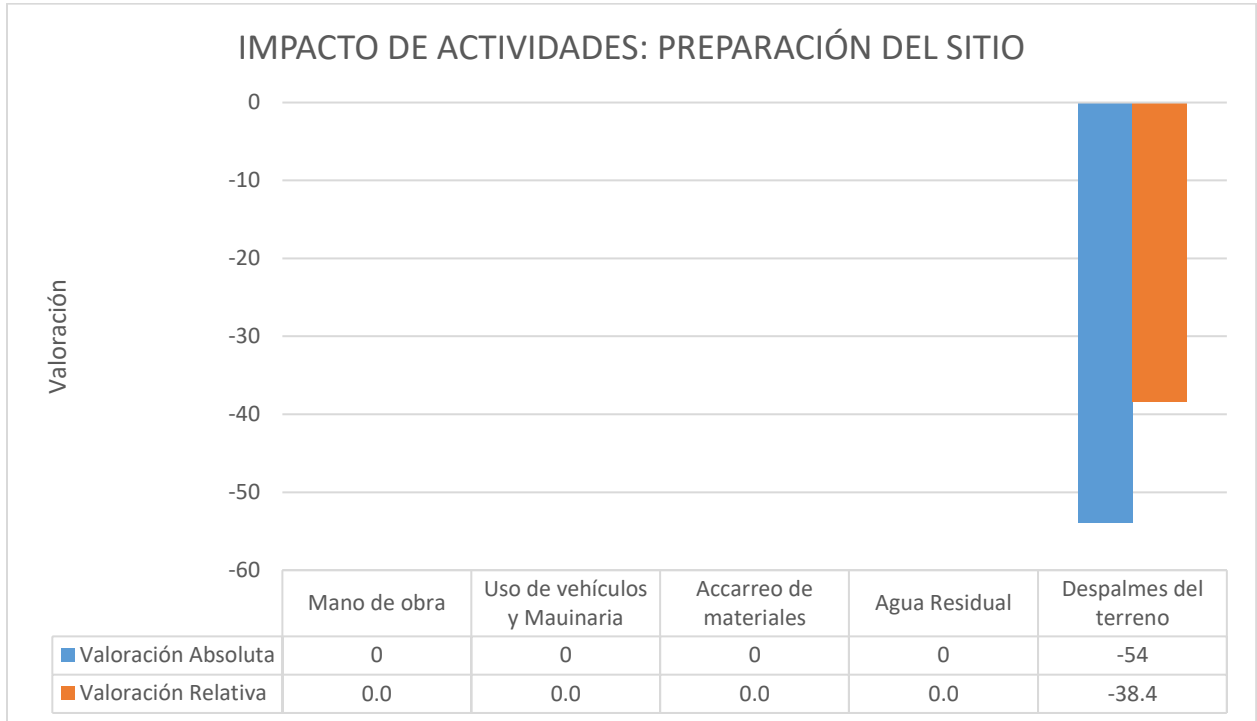 IMPACTO DE ACTIVIDADES: PREPARACIÓN DEL SITIO
Valoración
0
-10
-20
-30
-40
-50
-60
Mano de obra
Uso de vehículos
y Mauinaria
Accarreo de
materiales
Agua Residual
Despalmes del
terreno
Valoración Absoluta 0 0 0 0 -54
Valoración Relativa 0.0 0.0 0.0 0.0 -38.4